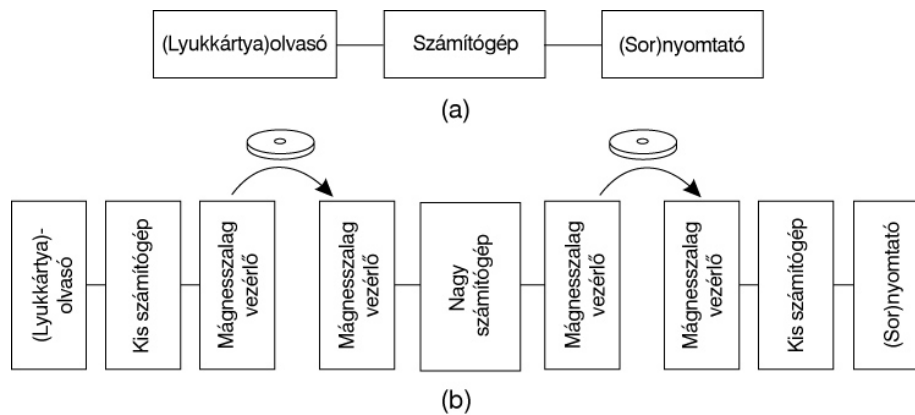 (Lyukkártya)olvasó
Számítógép
(Sor)nyomtató
(a)
(Lyukkártya)-
olvasó
Kis számítógép
Mágnesszalag
vezérlő
Mágnesszalag
vezérlő
Nagy
számítógép
Mágnesszalag
vezérlő
Mágnesszalag
vezérlő
Kis számítógép
(Sor)nyomtató
(b)